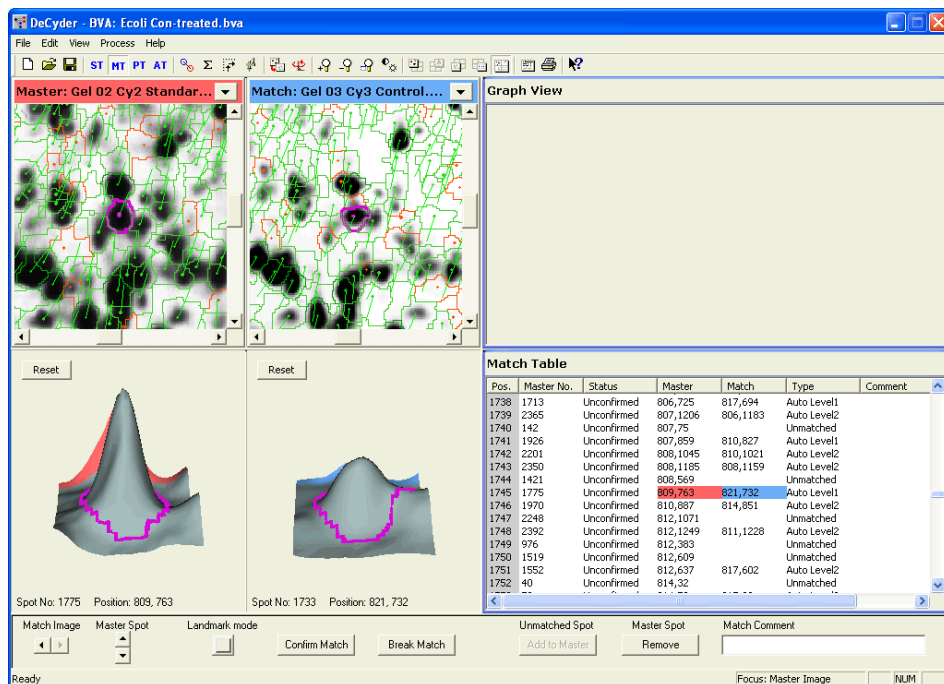 DeCyder - BVA: Ecoli Con-treated.bva
File Edit View Process Help
ST MT PT AT Σ
Master: Gel 02 Cy2 Standar...
Match: Gel 03 Cy3 Control....
Graph View
Reset
Reset
Spot No: 1775 Position: 809, 763
Spot No: 1733 Position: 821, 732
Match Table
Pos. Master No. Status Master Match Type Comment
1738 1713 Unconfirmed 806,725 817,694 Auto Level1
1739 2365 Unconfirmed 807,1206 806,1183 Auto Level2
1740 142 Unconfirmed 807,75 Unmatched
1741 1926 Unconfirmed 807,859 810,827 Auto Level1
1742 2201 Unconfirmed 808,1045 810,1021 Auto Level2
1743 2350 Unconfirmed 808,1185 808,1159 Auto Level2
1744 1421 Unconfirmed 808,569 Unmatched
1745 1775 Unconfirmed 809,763 821,732 Auto Level1
1746 1970 Unconfirmed 810,887 814,851 Auto Level2
1747 2248 Unconfirmed 812,1071 Unmatched
1748 2392 Unconfirmed 812,1249 811,1228 Auto Level2
1749 976 Unconfirmed 812,383 Unmatched
1750 1519 Unconfirmed 812,609 Unmatched
1751 1552 Unconfirmed 812,637 817,602 Auto Level2
1752 40 Unconfirmed 814,32 Unmatched
Match Image Master Spot Landmark mode Unmatched Spot Master Spot Match Comment
Confirm Match Break Match Add to Master Remove
Ready Focus: Master Image NUM